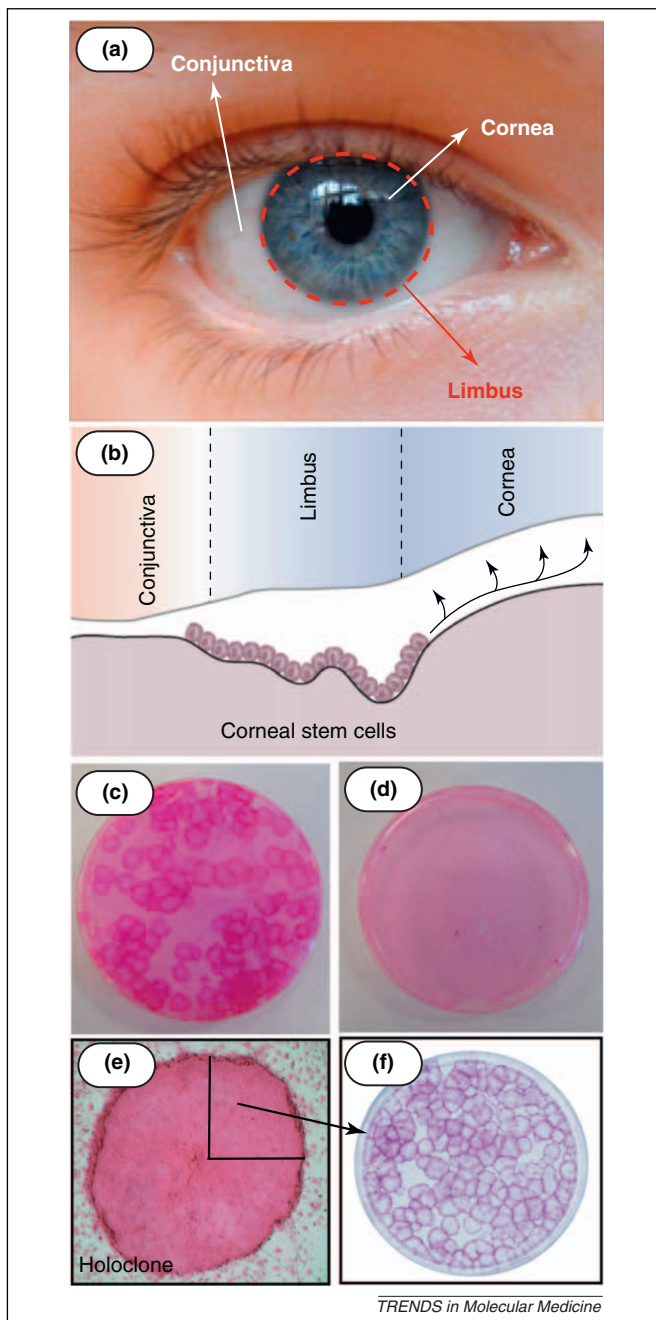 (a)
Conjunctiva
Cornea
Limbus
(b)
Conjunctiva
Limbus
Cornea
Corneal stem cells
(c)
(d)
(e)
(f)
Holoclone
TRENDS in Molecular Medicine